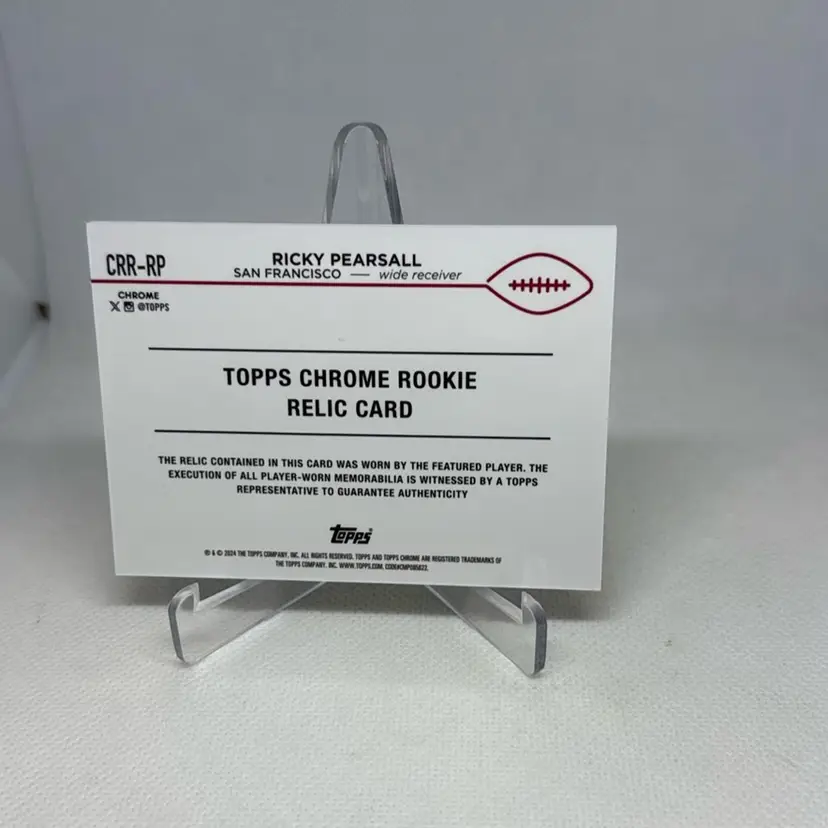 CRR-RP
RICKY PEARSALL
SAN FRANCISCO — wide receiver
CHROME
@TOPPS
TOPPS CHROME ROOKIE
RELIC CARD
THE RELIC CONTAINED IN THIS CARD WAS WORN BY THE FEATURED PLAYER. THE
EXECUTION OF ALL PLAYER-WORN MEMORABILIA IS WITNESSED BY A TOPPS
REPRESENTATIVE TO GUARANTEE AUTHENTICITY
topps
® & © 2024 THE TOPPS COMPANY, INC. ALL RIGHTS RESERVED. TOPPS AND TOPPS CHROME ARE REGISTERED TRADEMARKS OF
THE TOPPS COMPANY, INC. WWW.TOPPS.COM.